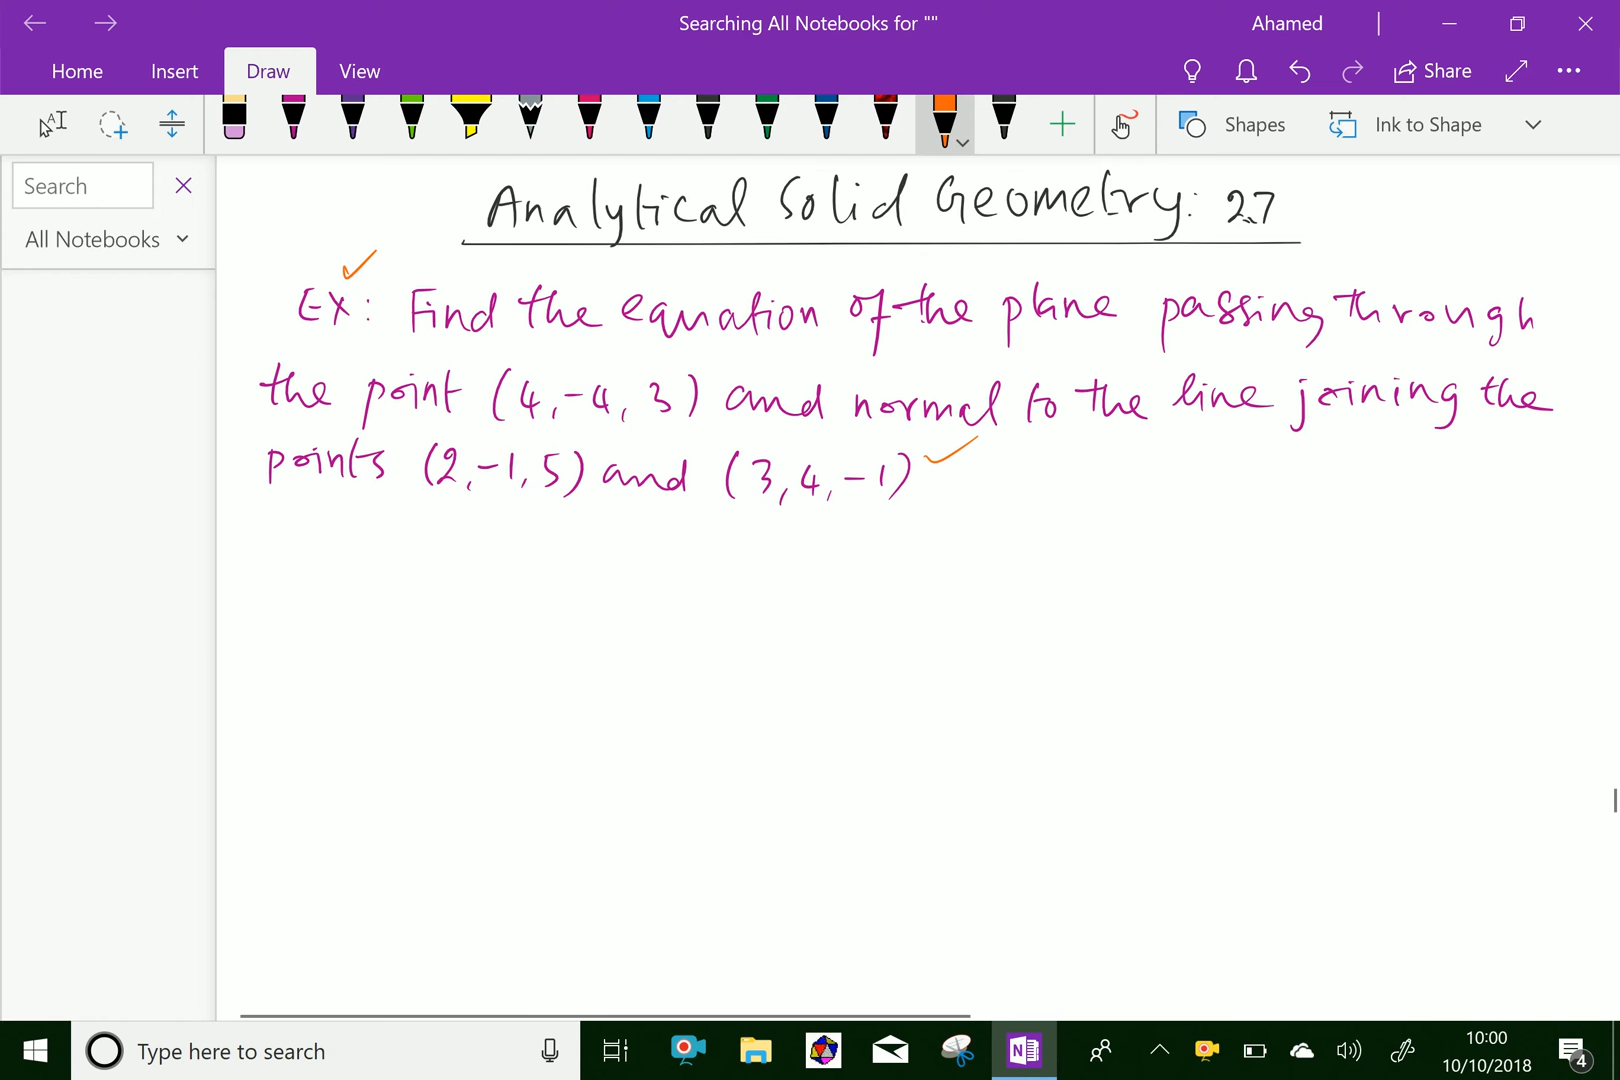 Searching All Notebooks for ""
Ahamed
Home Insert Draw View
Share
Shapes
Ink to Shape
Search
All Notebooks
Analytical Solid Geometry: 27
Ex: Find the equation of the plane passing through
the point (4,-4,3) and normal to the line joining the
points (2,-1,5) and (3,4,-1)
Type here to search
10:00
10/10/2018
4